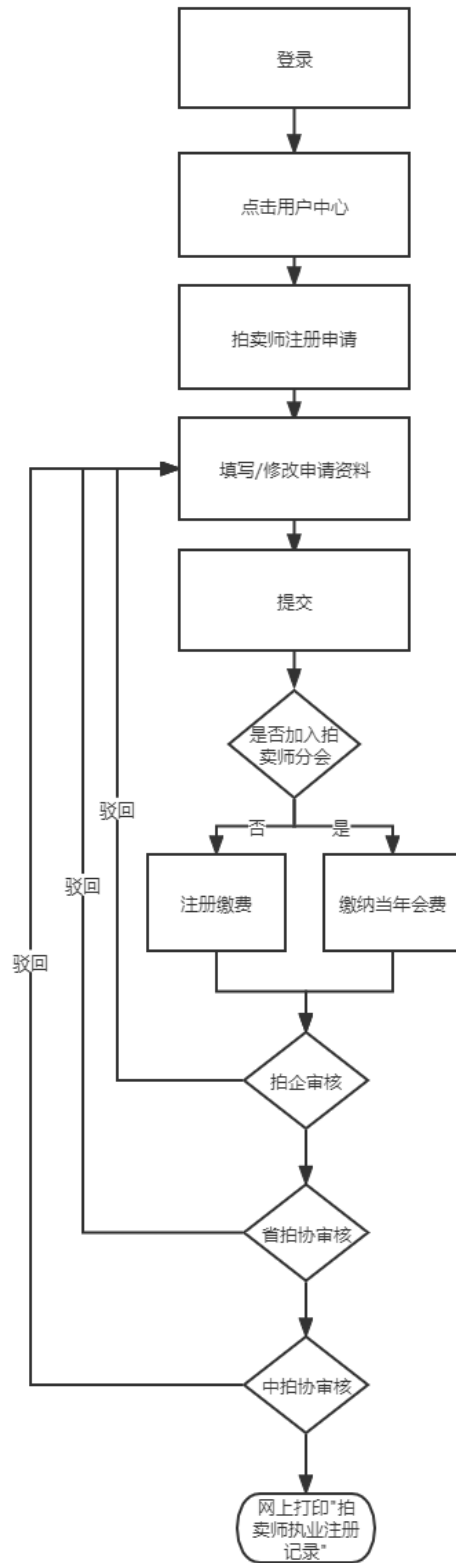 登录
点击用户中心
拍卖师注册申请
填写/修改申请资料
提交
是否加入拍
卖师分会
驳回
否
是
驳回
注册缴费
缴纳当年会费
驳回
拍企审核
省拍协审核
中拍协审核
网上打印"拍
卖师执业注册
记录"